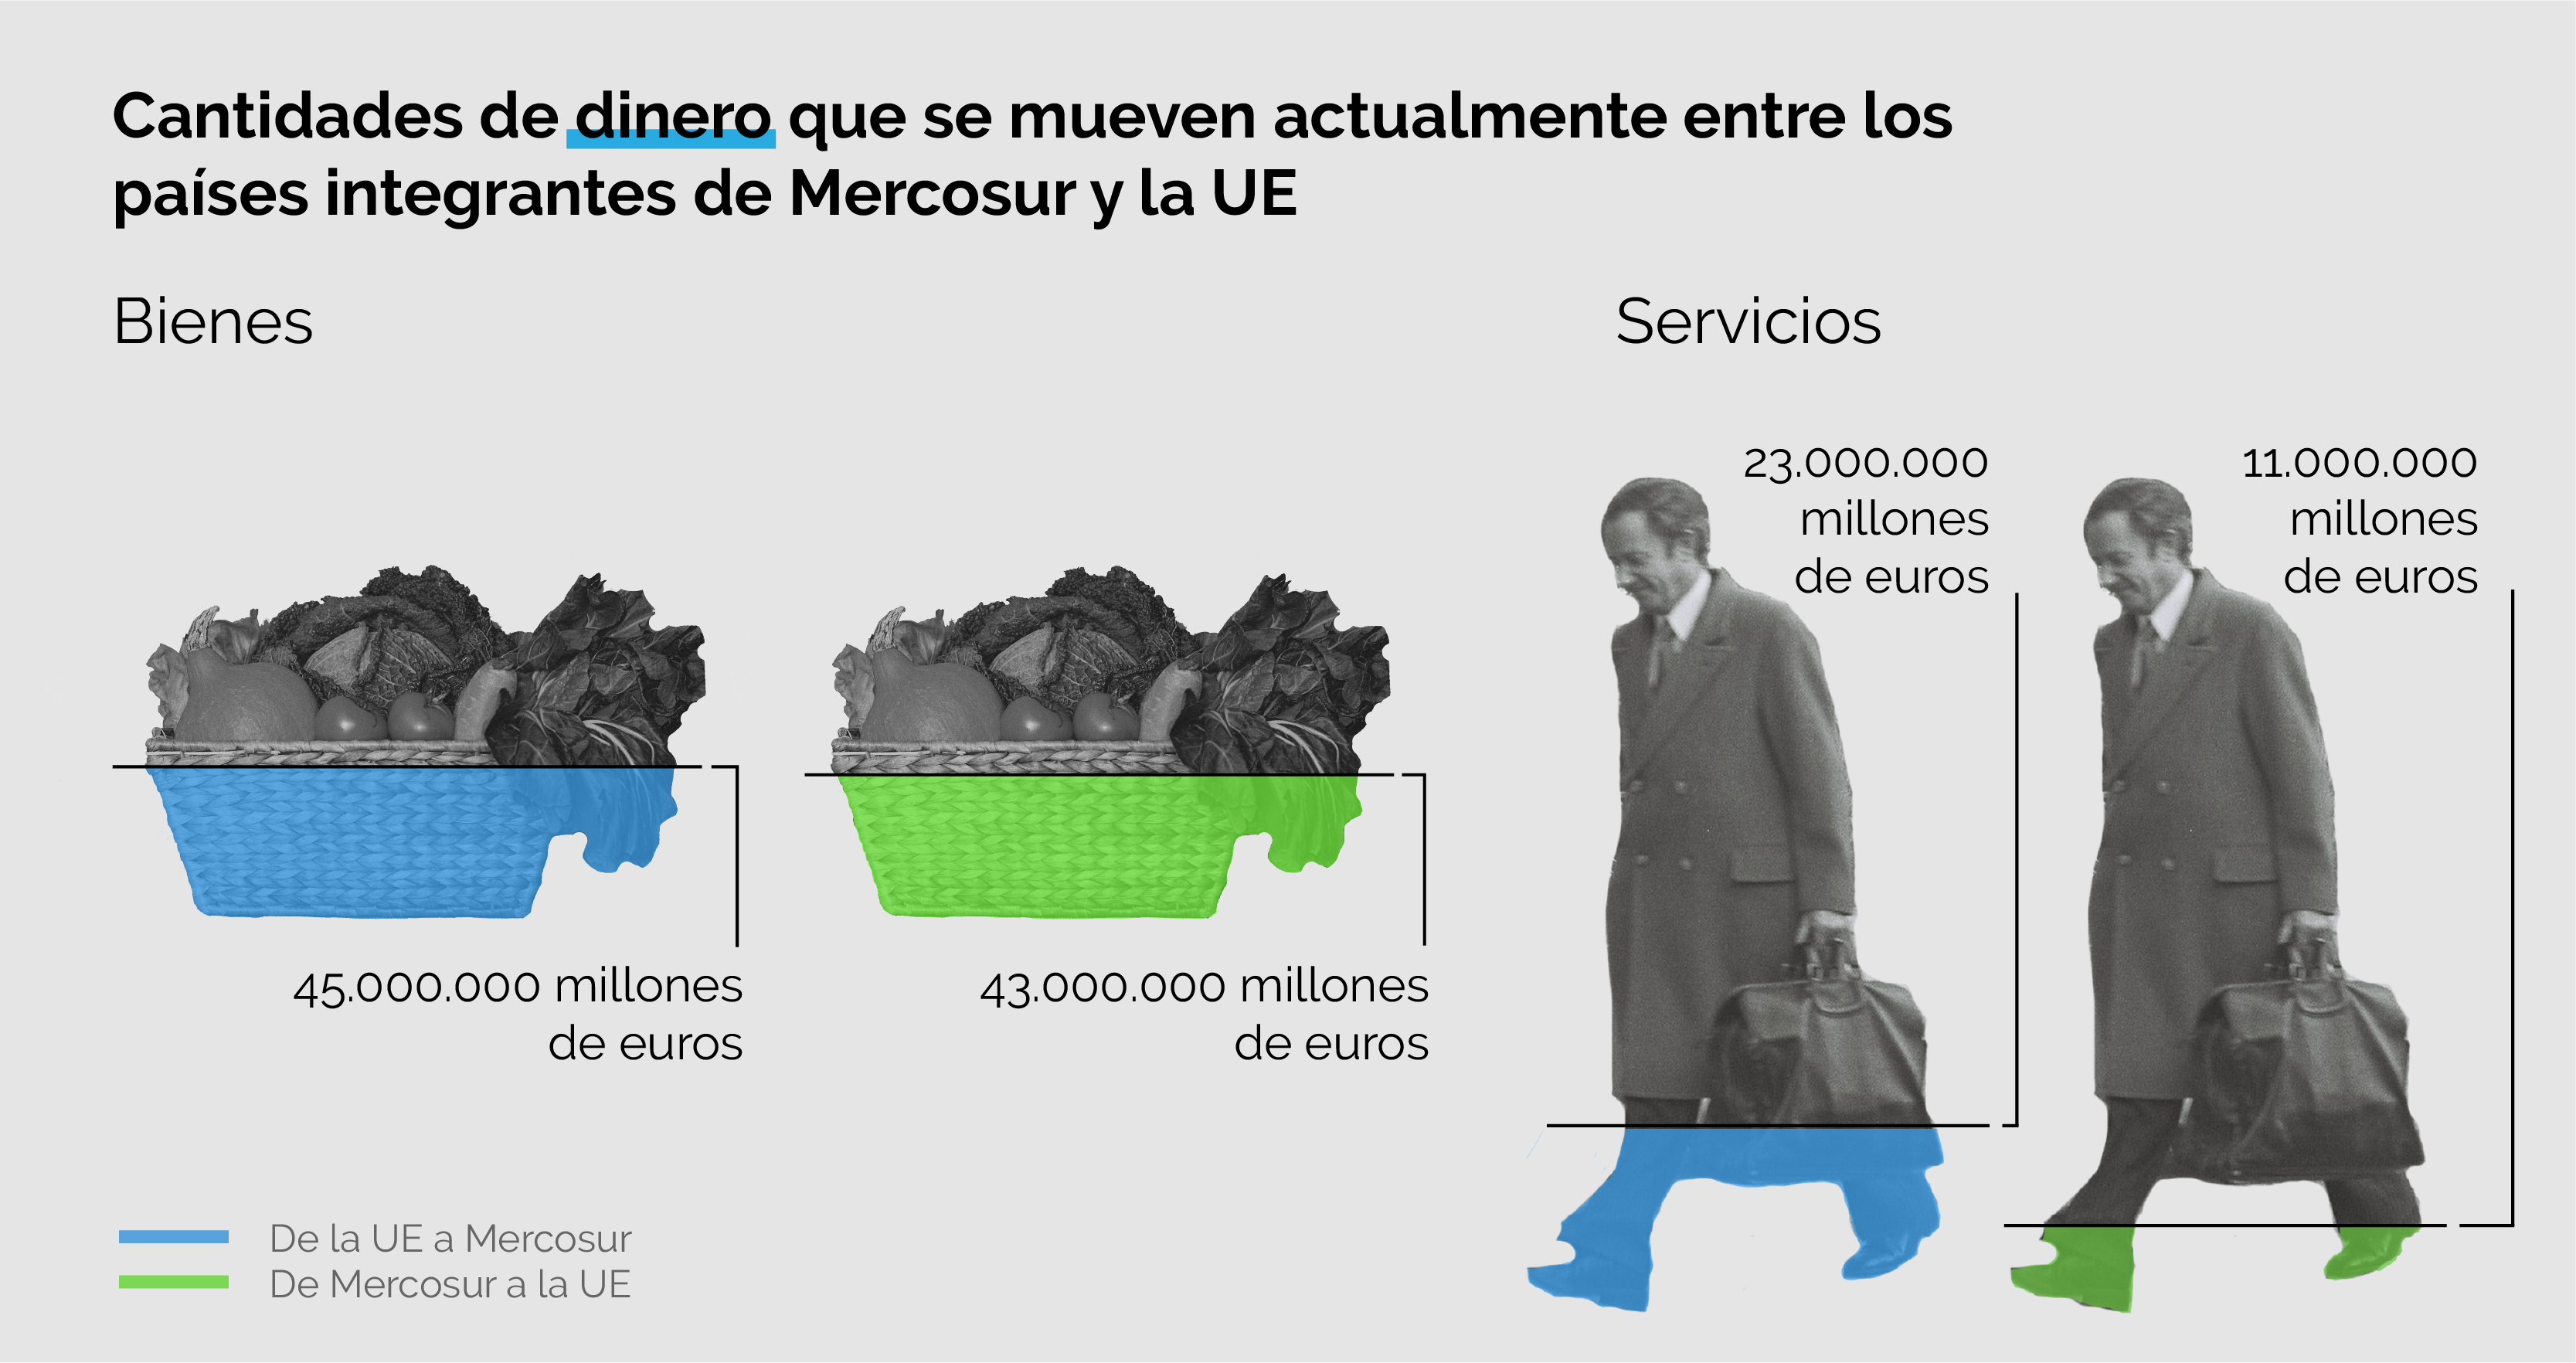 Cantidades de dinero que se mueven actualmente entre los
países integrantes de Mercosur y la UE
Bienes
45.000.000 millones
de euros
43.000.000 millones
de euros
Servicios
23.000.000
millones
de euros
11.000.000
millones
de euros
De la UE a Mercosur
De Mercosur a la UE